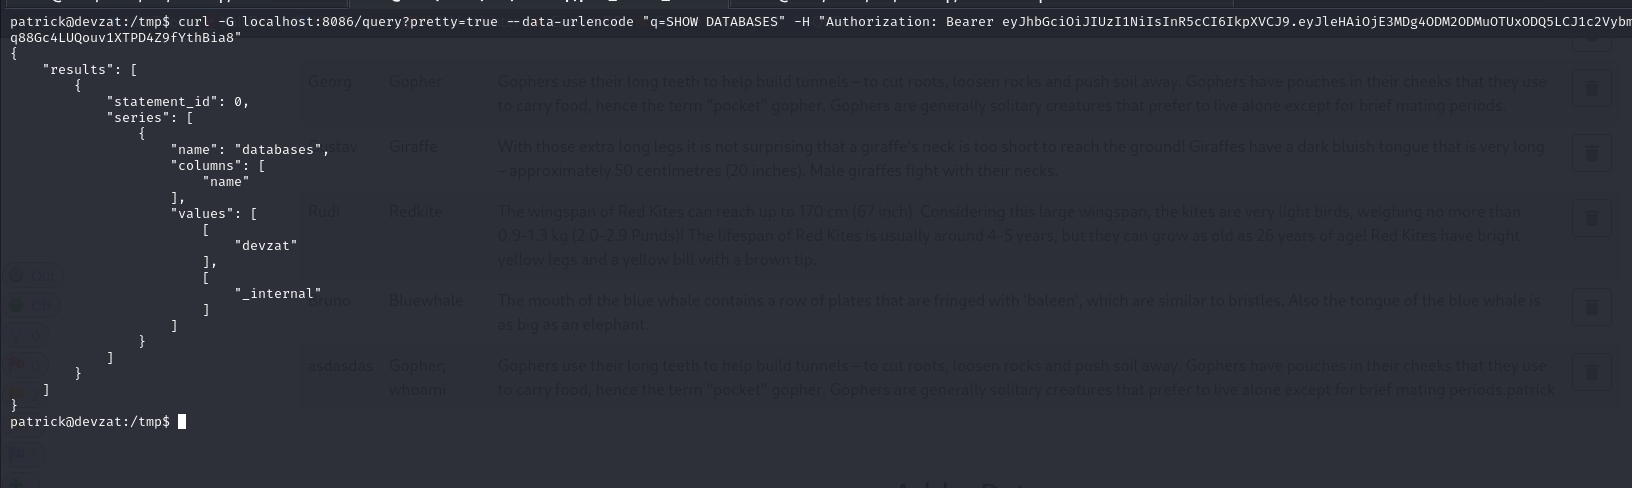 patrick@devzat:/tmp$ curl -G localhost:8086/query?pretty=true --data-urlencode "q=SHOW DATABASES" -H "Authorization: Bearer eyJhbGciOiJIUzI1NiIsInR5cCI6IkpXVCJ9.eyJleHAiOjE3MDg4ODM2ODMuOTUxODQ5LCJ1c2Vybm
q88Gc4LUQouv1XTPD4Z9fYthBia8"
{
    "results": [
        {
            "statement_id": 0,
            "series": [
                {
                    "name": "databases",
                    "columns": [
                        "name"
                    ],
                    "values": [
                        [
                            "devzat"
                        ],
                        [
                            "_internal"
                        ]
                    ]
                }
            ]
        }
    ]
}
patrick@devzat:/tmp$
Georg Gopher Gophers use their long teeth to help build tunnels – to cut roots, loosen rocks and push soil away. Gophers have pouches in their cheeks that they use
to carry food, hence the term "pocket" gopher. Gophers are generally solitary creatures that prefer to live alone except for brief mating periods.
Giraffe With those extra long legs it is not surprising that a giraffe's neck is too short to reach the ground! Giraffes have a dark bluish tongue that is very long
– approximately 50 centimetres (20 inches). Male giraffes fight with their necks.
Rudi Redkite The wingspan of Red Kites can reach up to 170 cm (67 inch). Considering this large wingspan, the kites are very light birds, weighing no more than
0.9-1.3 kg (2.0-2.9 Punds)! The lifespan of Red Kites is usually around 4-5 years, but they can grow as old as 26 years of age! Red Kites have bright
yellow legs and a yellow bill with a brown tip.
Bruno Bluewhale The mouth of the blue whale contains a row of plates that are fringed with 'baleen', which are similar to bristles. Also the tongue of the blue whale is
as big as an elephant.
asdasdas Gopher; Gophers use their long teeth to help build tunnels – to cut roots, loosen rocks and push soil away. Gophers have pouches in their cheeks that they use
whoami to carry food, hence the term "pocket" gopher. Gophers are generally solitary creatures that prefer to live alone except for brief mating periods.patrick